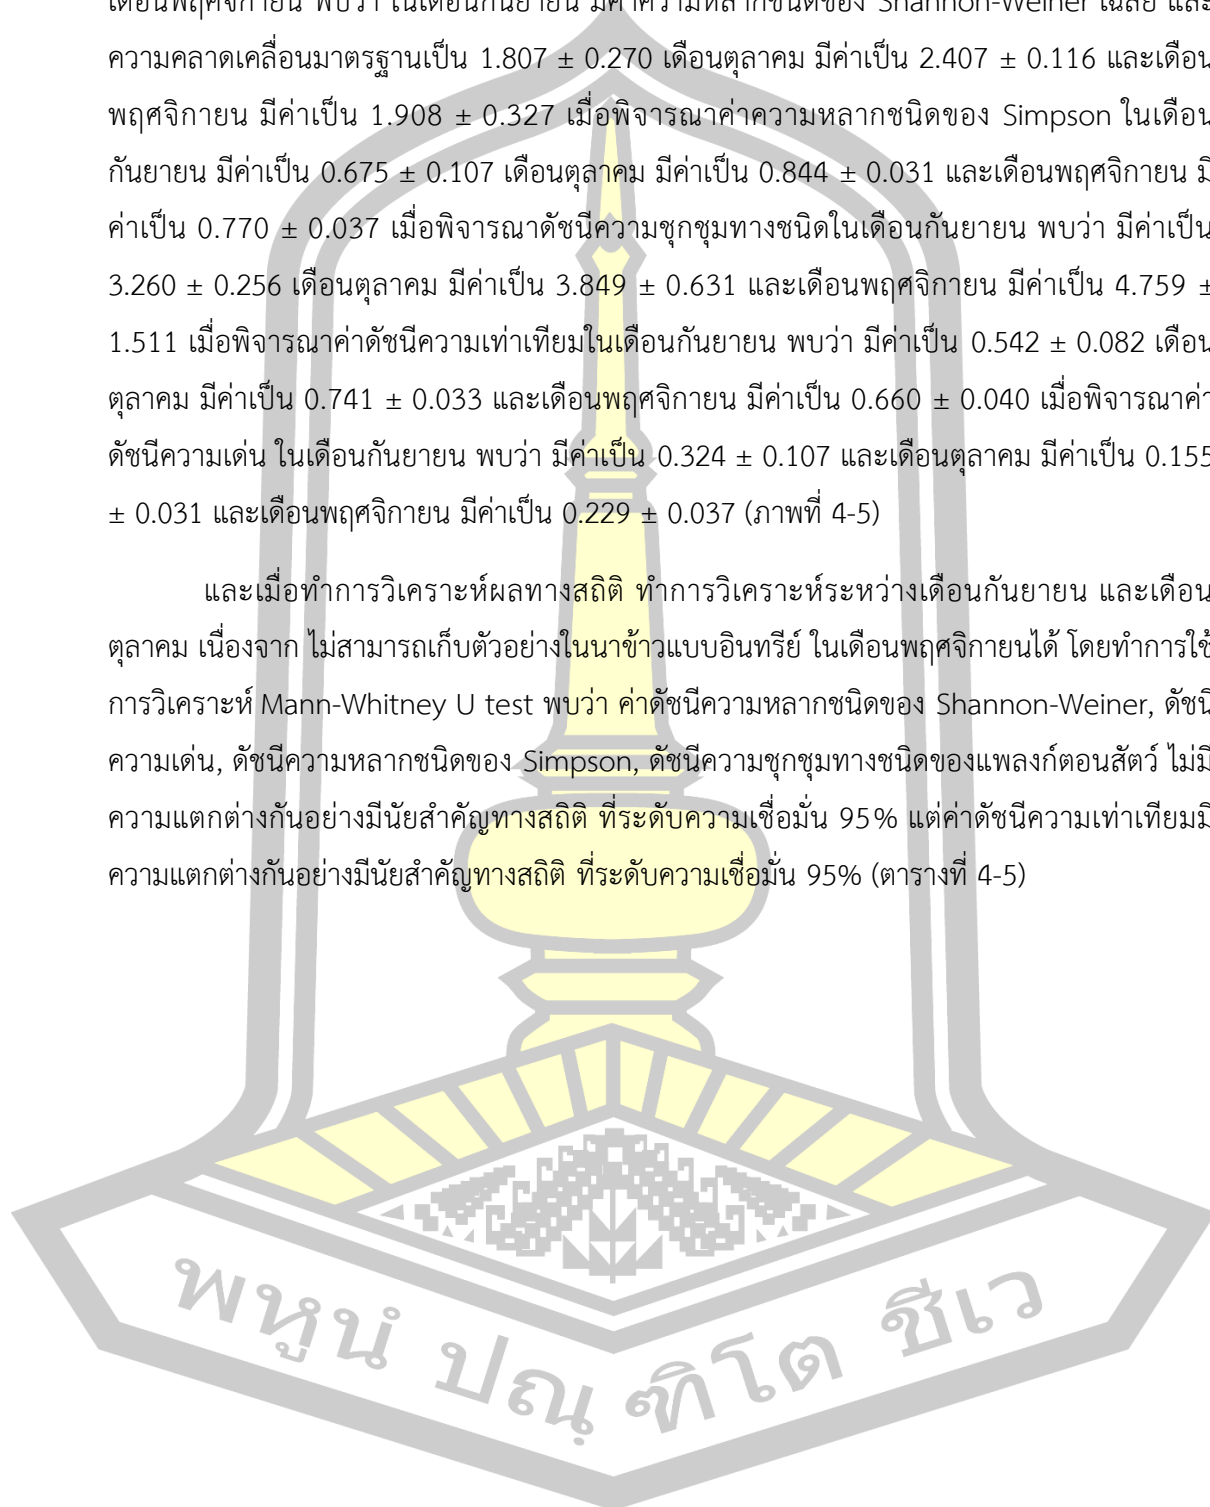 เดือนพฤศจิกายน พบว่า ในเดือนกันยายน มีค่าความหลากชนิดของ Shannon-Weiner เฉลี่ย และ
ความคลาดเคลื่อนมาตรฐานเป็น 1.807 ± 0.270 เดือนตุลาคม มีค่าเป็น 2.407 ± 0.116 และเดือน
พฤศจิกายน มีค่าเป็น 1.908 ± 0.327 เมื่อพิจารณาค่าความหลากชนิดของ Simpson ในเดือน
กันยายน มีค่าเป็น 0.675 ± 0.107 เดือนตุลาคม มีค่าเป็น 0.844 ± 0.031 และเดือนพฤศจิกายน มี
ค่าเป็น 0.770 ± 0.037 เมื่อพิจารณาดัชนีความชุกชุมทางชนิดในเดือนกันยายน พบว่า มีค่าเป็น
3.260 ± 0.256 เดือนตุลาคม มีค่าเป็น 3.849 ± 0.631 และเดือนพฤศจิกายน มีค่าเป็น 4.759 ±
1.511 เมื่อพิจารณาค่าดัชนีความเท่าเทียมในเดือนกันยายน พบว่า มีค่าเป็น 0.542 ± 0.082 เดือน
ตุลาคม มีค่าเป็น 0.741 ± 0.033 และเดือนพฤศจิกายน มีค่าเป็น 0.660 ± 0.040 เมื่อพิจารณาค่า
ดัชนีความเด่น ในเดือนกันยายน พบว่า มีค่าเป็น 0.324 ± 0.107 และเดือนตุลาคม มีค่าเป็น 0.155
± 0.031 และเดือนพฤศจิกายน มีค่าเป็น 0.229 ± 0.037 (ภาพที่ 4-5)
และเมื่อทำการวิเคราะห์ผลทางสถิติ ทำการวิเคราะห์ระหว่างเดือนกันยายน และเดือน
ตุลาคม เนื่องจาก ไม่สามารถเก็บตัวอย่างในนาข้าวแบบอินทรีย์ ในเดือนพฤศจิกายนได้ โดยทำการใช้
การวิเคราะห์ Mann-Whitney U test พบว่า ค่าดัชนีความหลากชนิดของ Shannon-Weiner, ดัชนี
ความเด่น, ดัชนีความหลากชนิดของ Simpson, ดัชนีความชุกชุมทางชนิดของแพลงก์ตอนสัตว์ ไม่มี
ความแตกต่างกันอย่างมีนัยสำคัญทางสถิติ ที่ระดับความเชื่อมั่น 95% แต่ค่าดัชนีความเท่าเทียมมี
ความแตกต่างกันอย่างมีนัยสำคัญทางสถิติ ที่ระดับความเชื่อมั่น 95% (ตารางที่ 4-5)
พหูนํ ปณฺฑิโต ชีเว